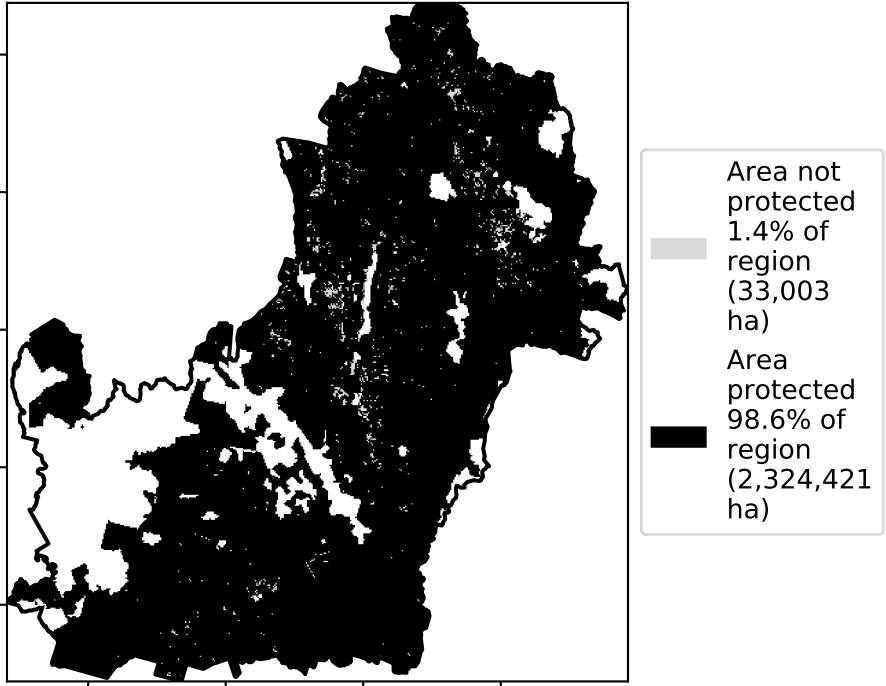 Area not
protected
1.4% of
region
(33,003
ha)
Area
protected
98.6% of
region
(2,324,421
ha)